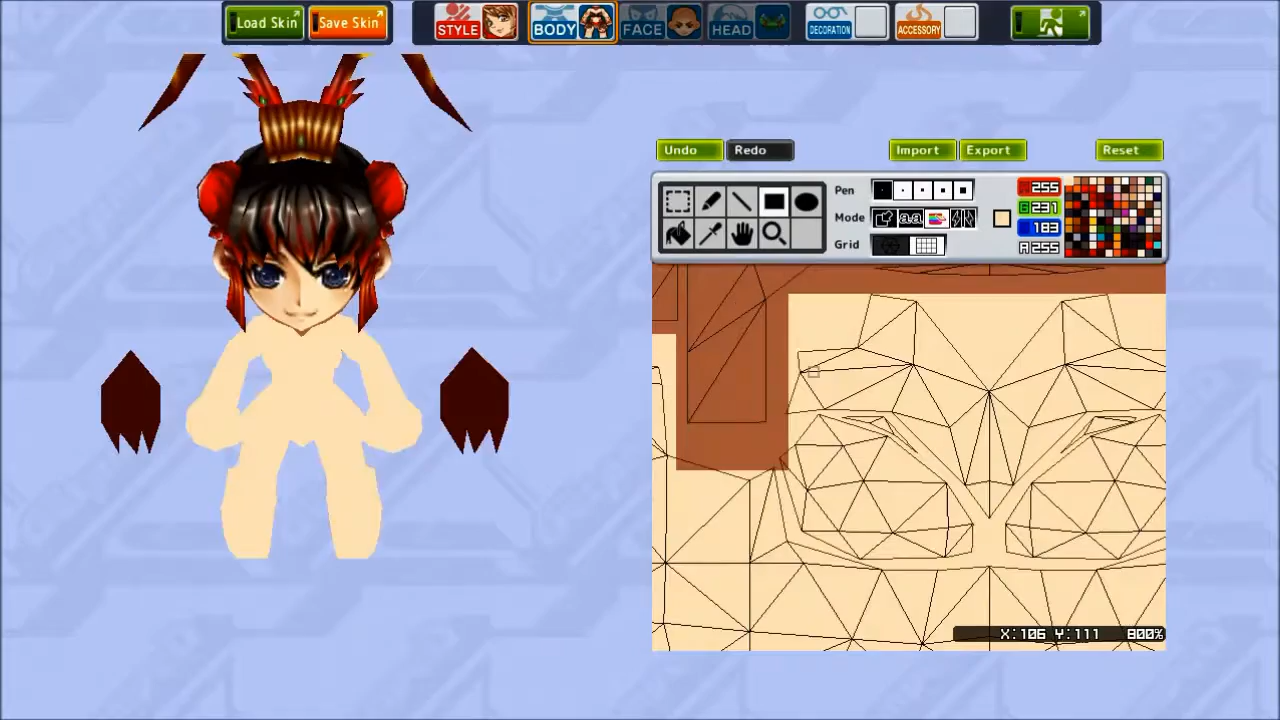 Load Skin Save Skin STYLE BODY FACE HEAD DECORATION ACCESSORY
Undo Redo Import Export Reset
Pen 255
231
Mode aa 183
Grid A 255
X:106 Y:111 800%